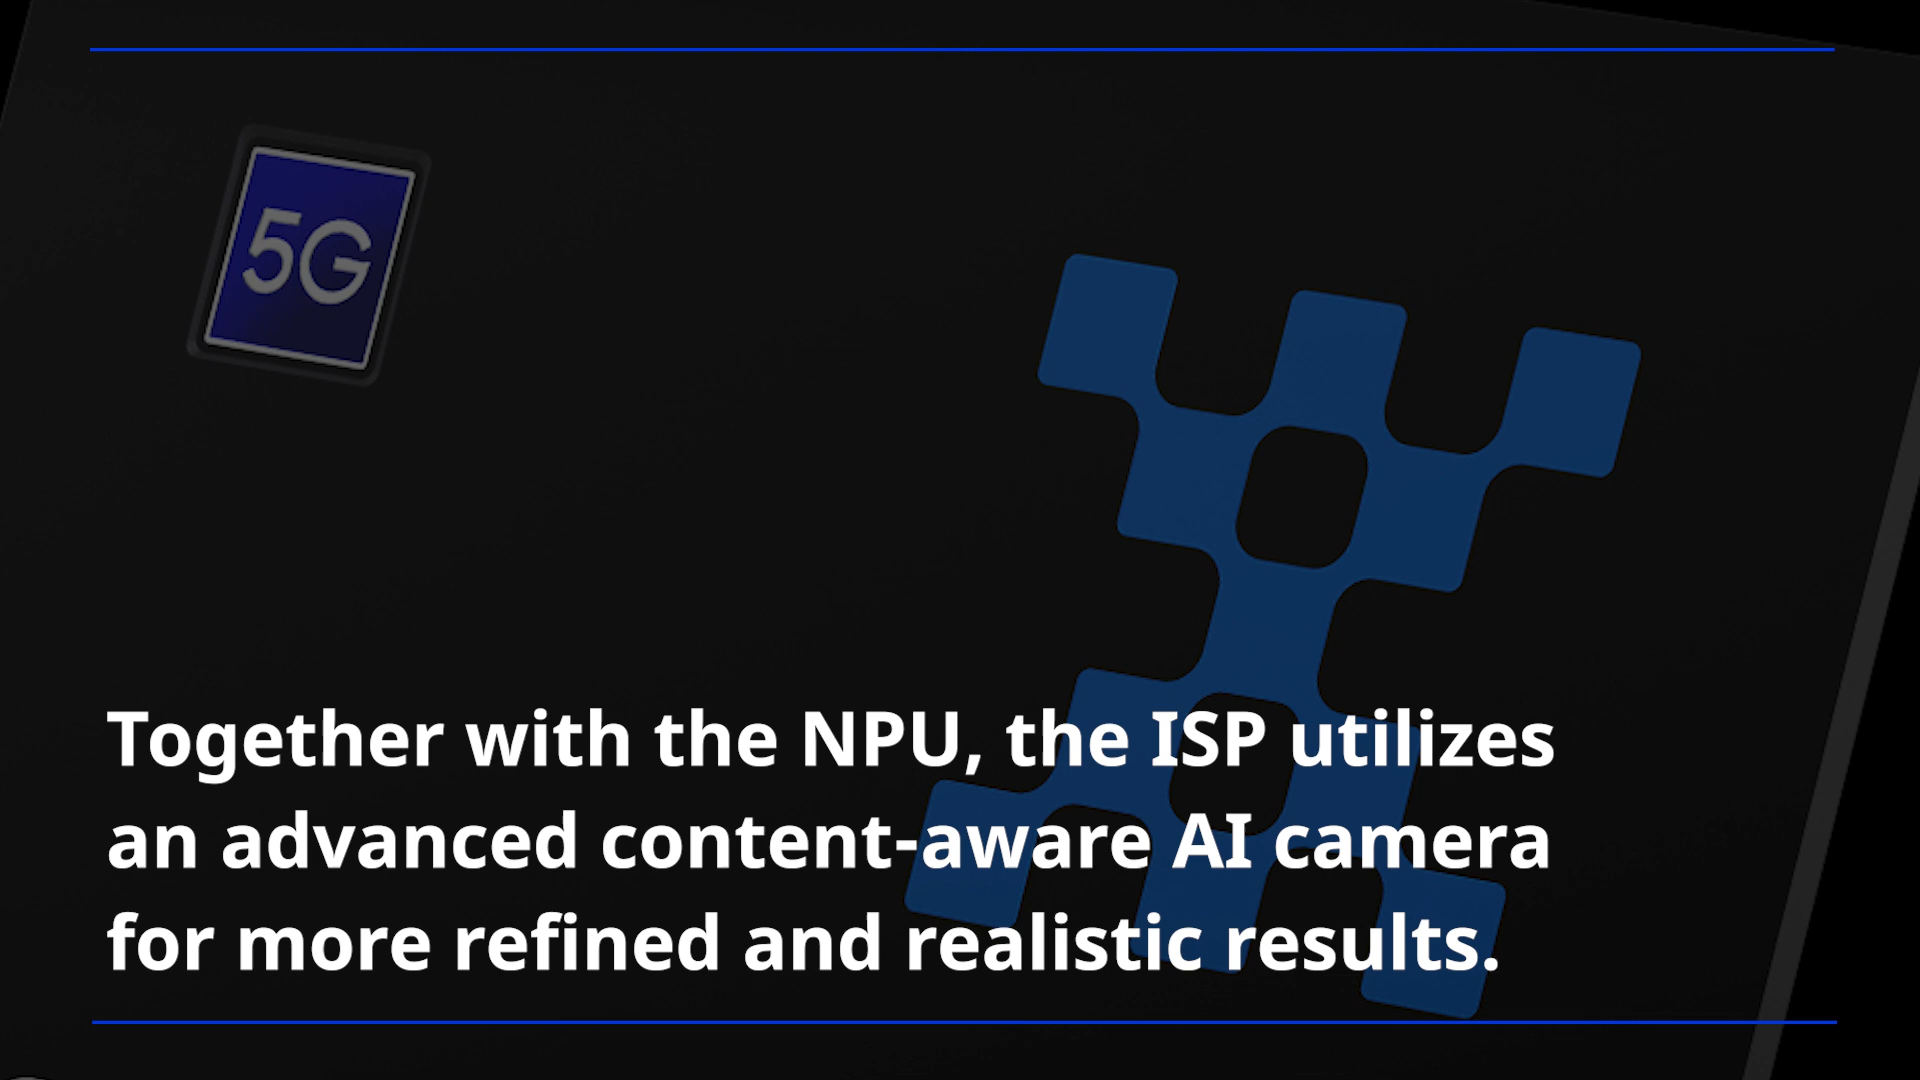 5G
Together with the NPU, the ISP utilizes
an advanced content-aware AI camera
for more refined and realistic results.